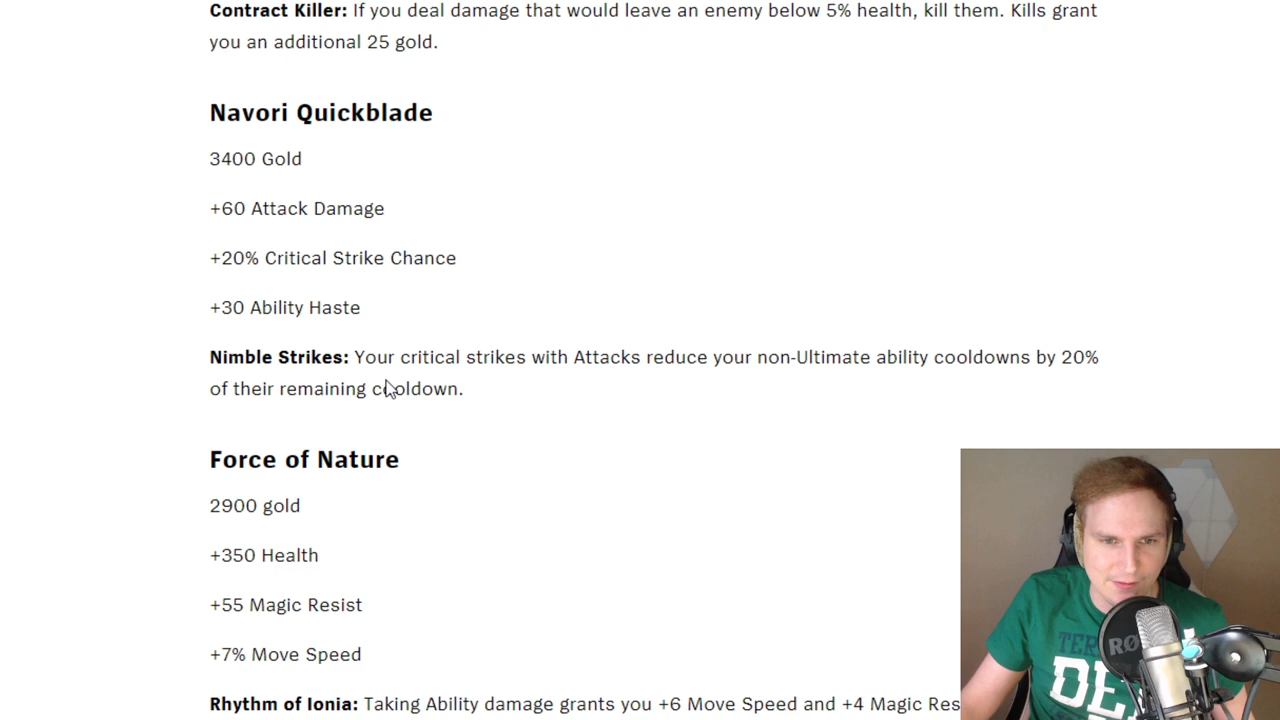 Contract Killer: If you deal damage that would leave an enemy below 5% health, kill them. Kills grant
you an additional 25 gold.
Navori Quickblade
3400 Gold
+60 Attack Damage
+20% Critical Strike Chance
+30 Ability Haste
Nimble Strikes: Your critical strikes with Attacks reduce your non-Ultimate ability cooldowns by 20%
of their remaining cooldown.
Force of Nature
2900 gold
+350 Health
+55 Magic Resist
+7% Move Speed
Rhythm of Ionia: Taking Ability damage grants you +6 Move Speed and +4 Magic Res
RØ